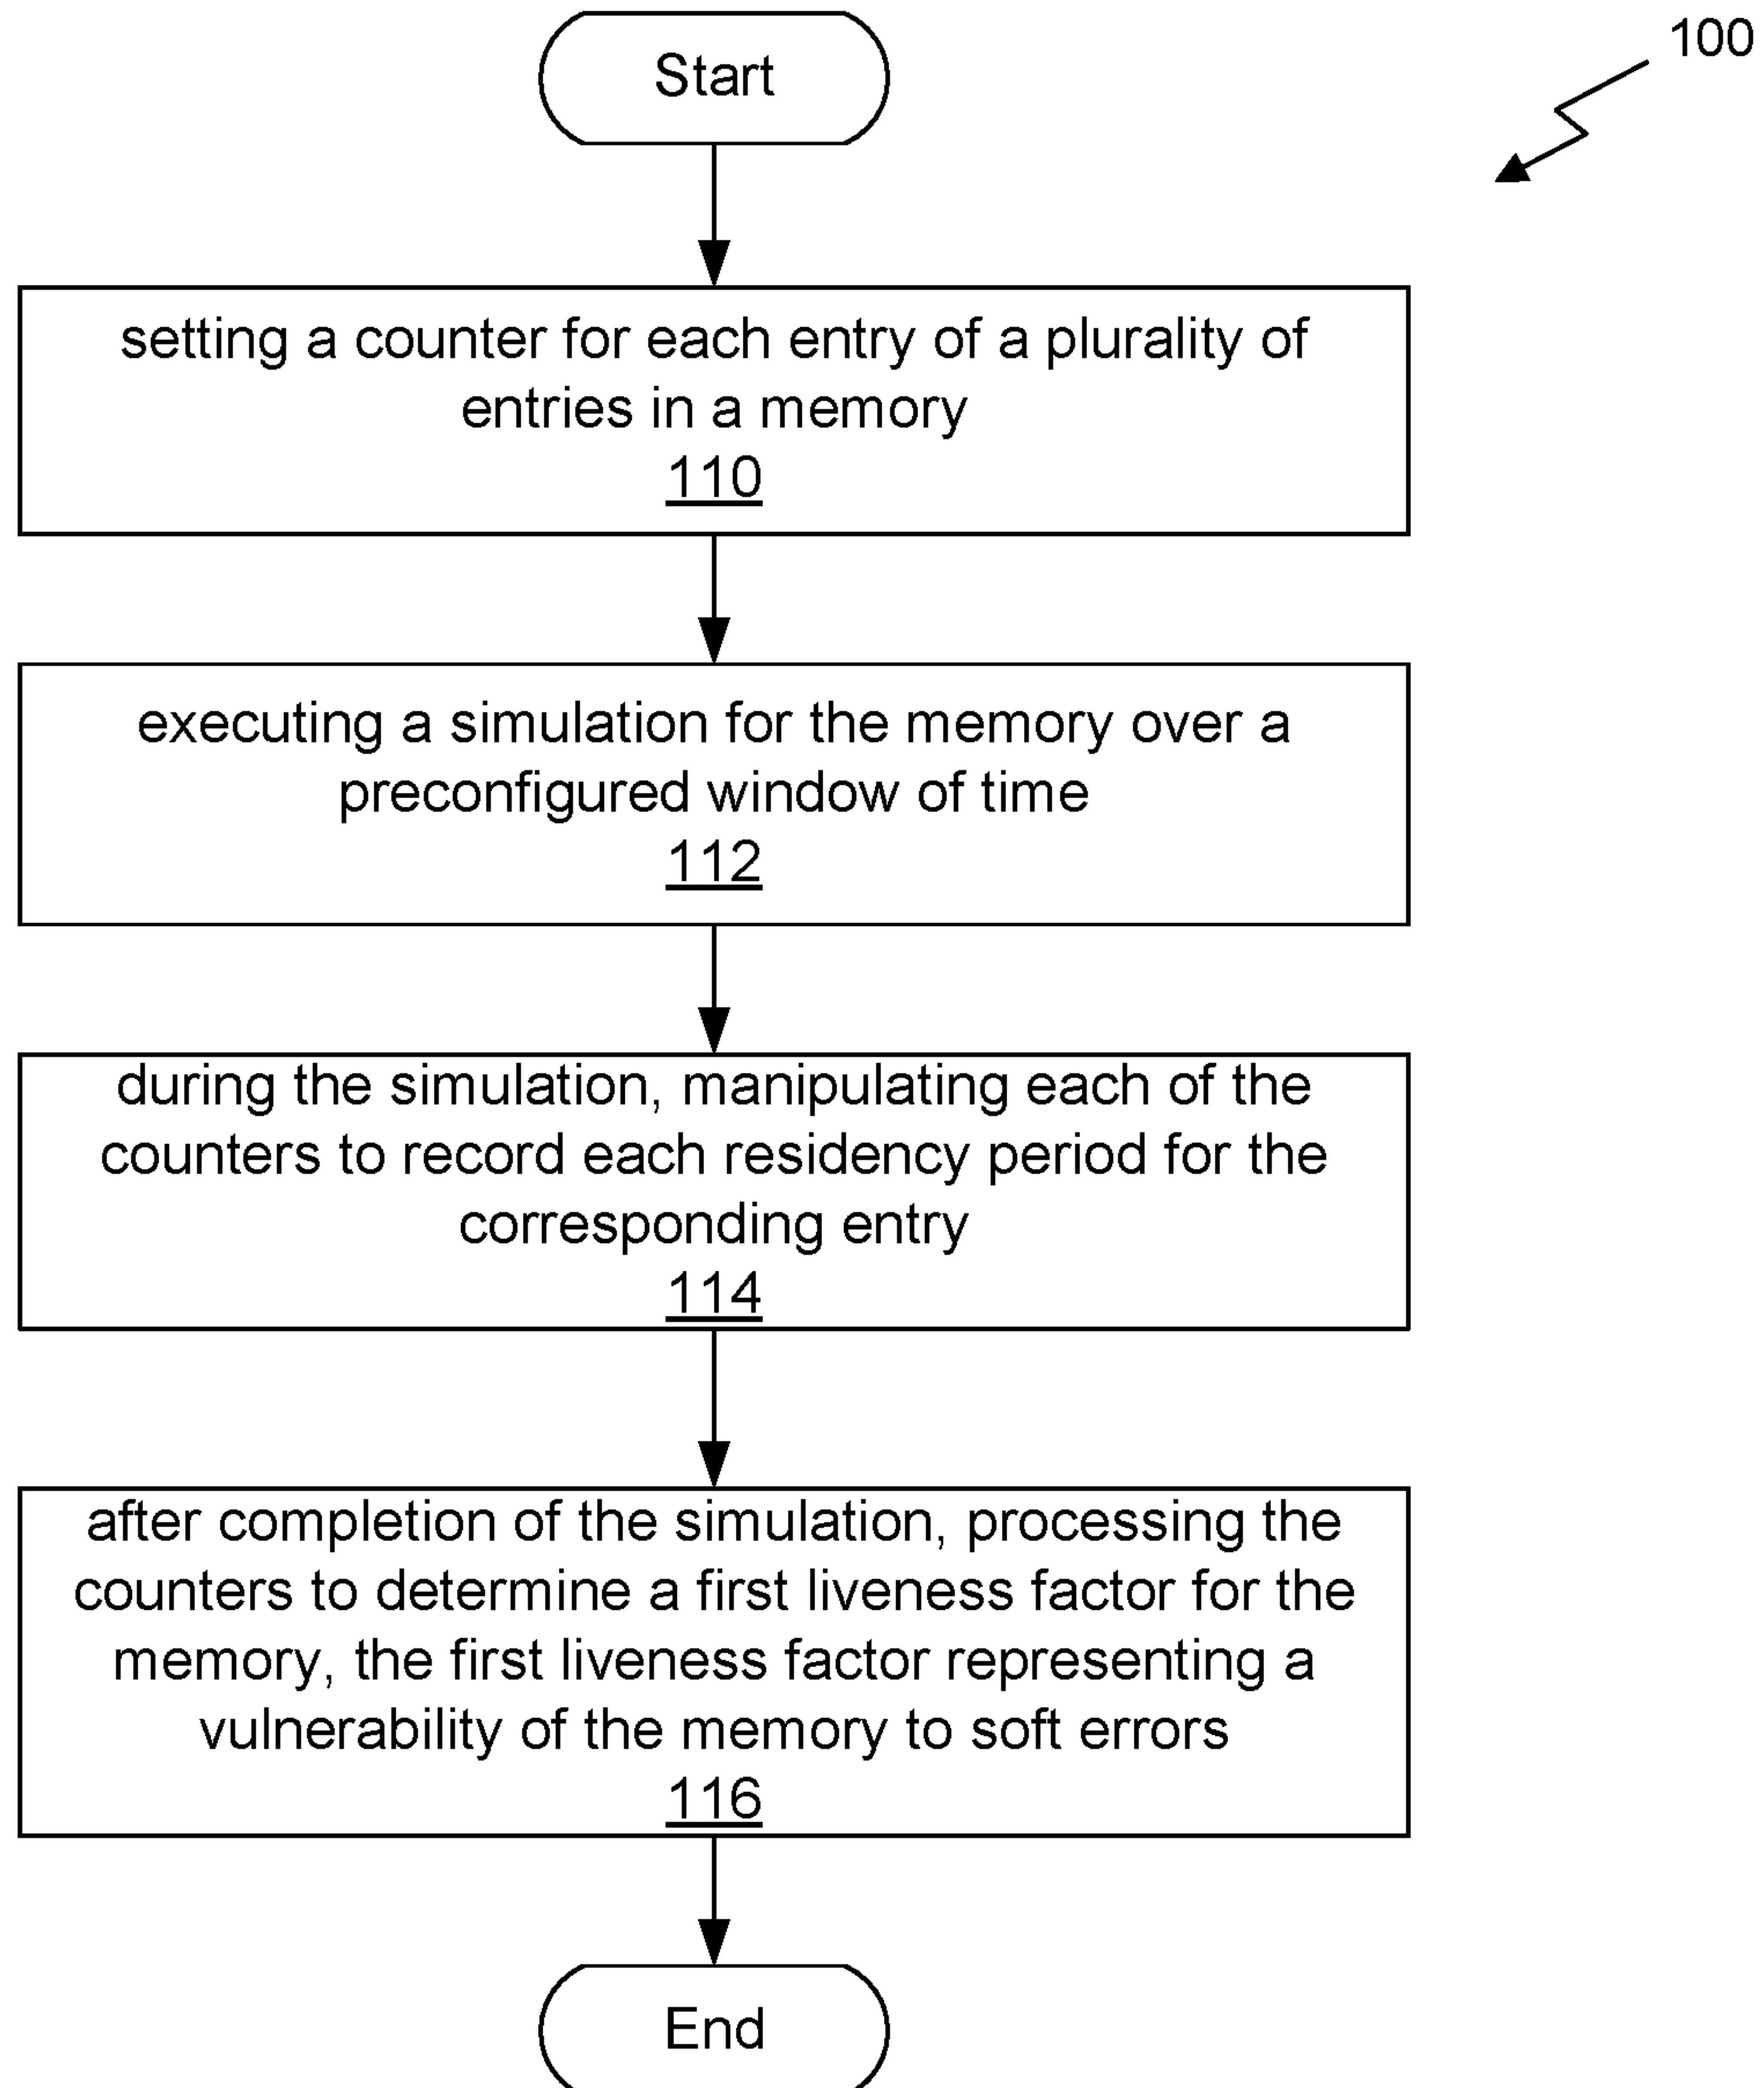 Start
100
setting a counter for each entry of a plurality of
entries in a memory
110
executing a simulation for the memory over a
preconfigured window of time
112
during the simulation, manipulating each of the
counters to record each residency period for the
corresponding entry
114
after completion of the simulation, processing the
counters to determine a first liveness factor for the
memory, the first liveness factor representing a
vulnerability of the memory to soft errors
116
End